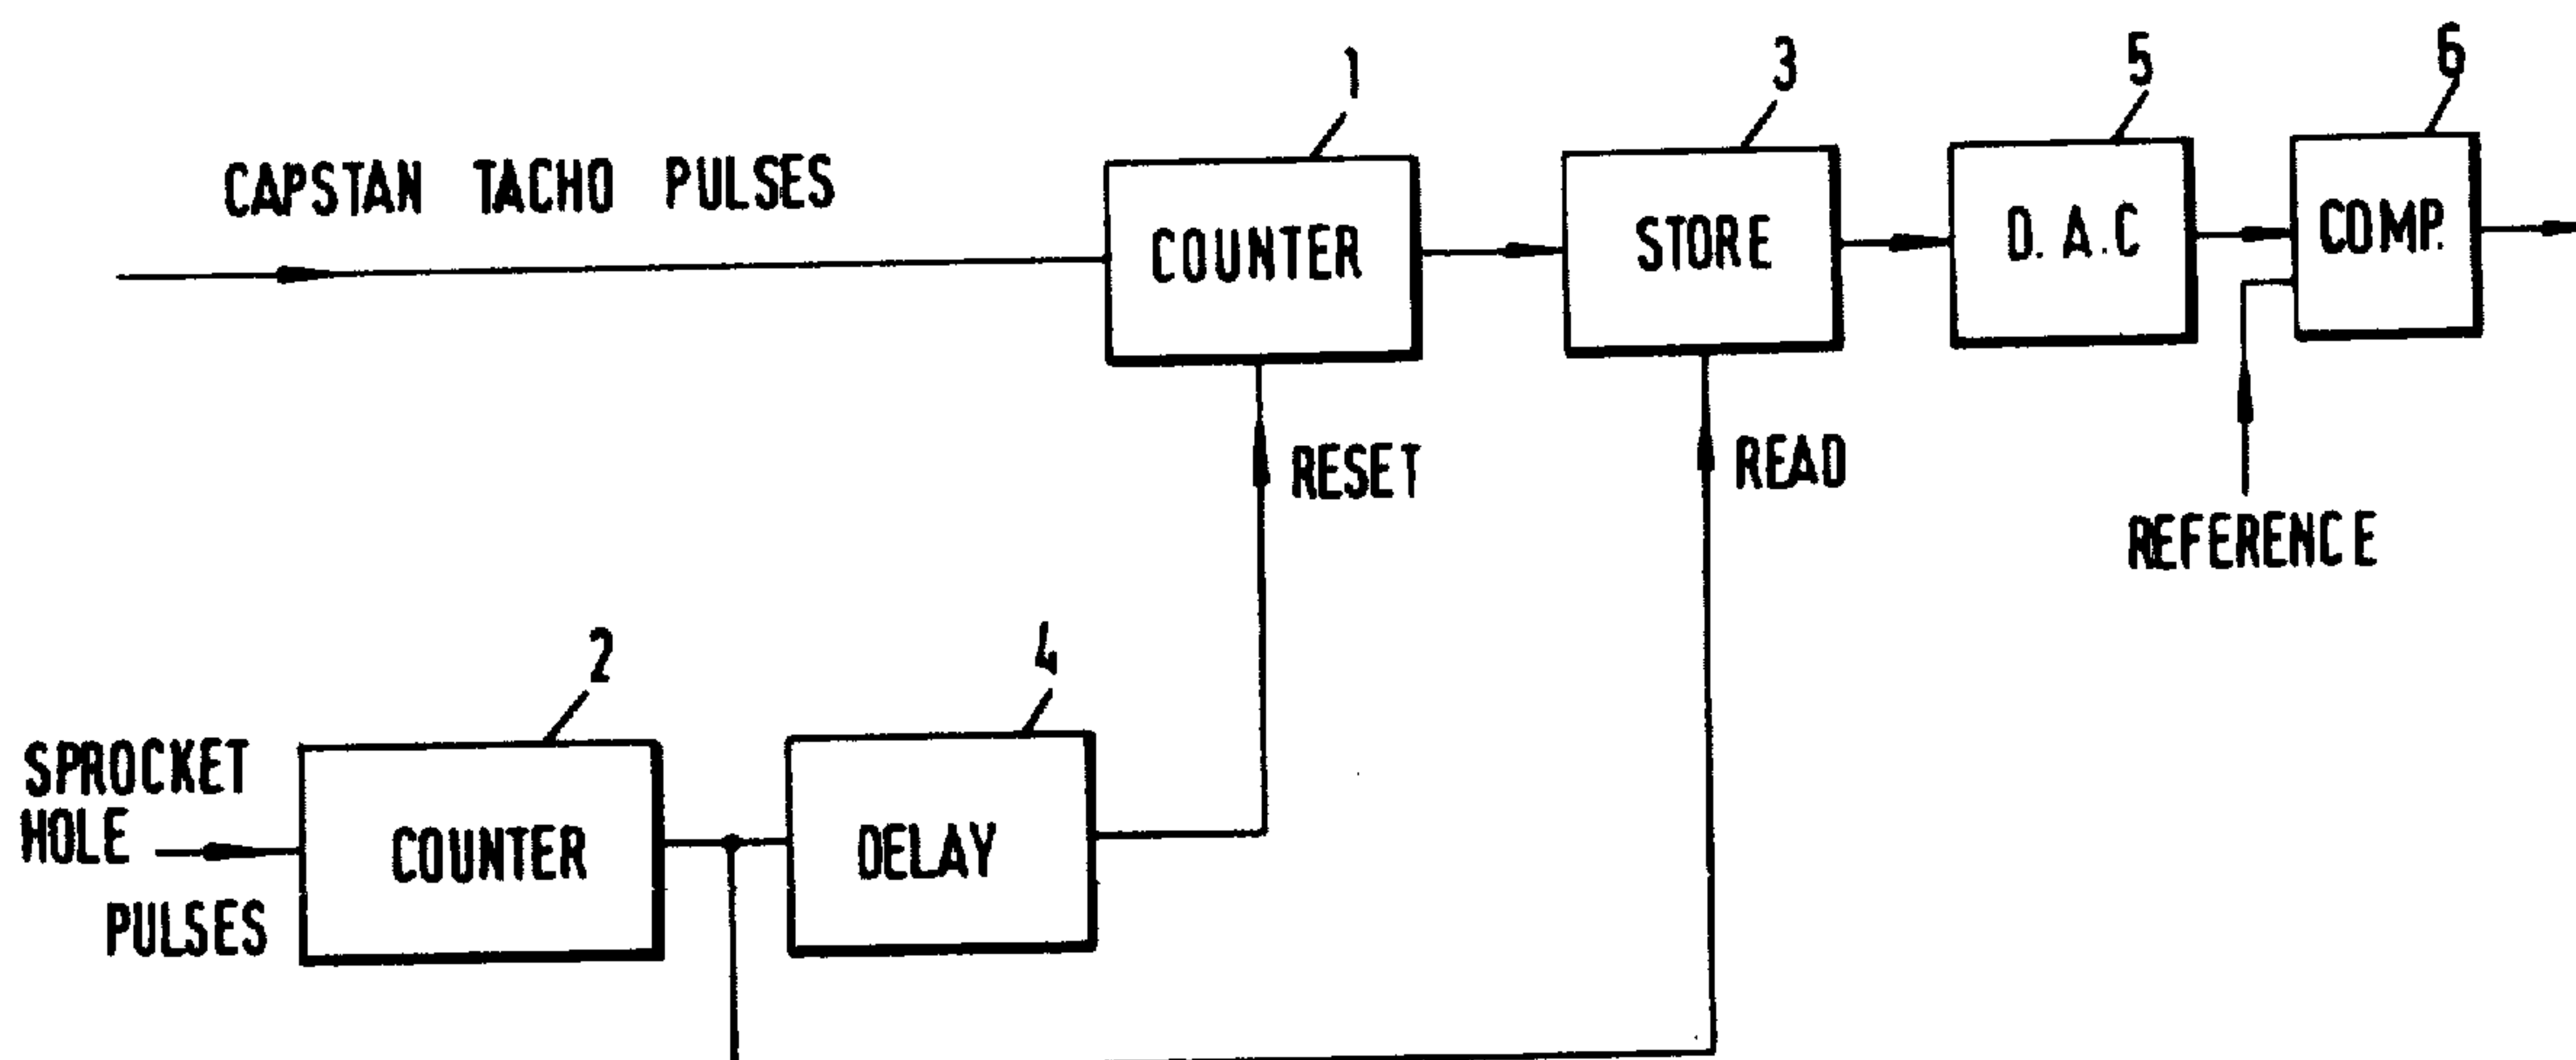 1
3
5
6
CAPSTAN TACHO PULSES
COUNTER
STORE
D.A.C
COMP.
RESET
READ
REFERENCE
2
4
SPROCKET
HOLE
PULSES
COUNTER
DELAY